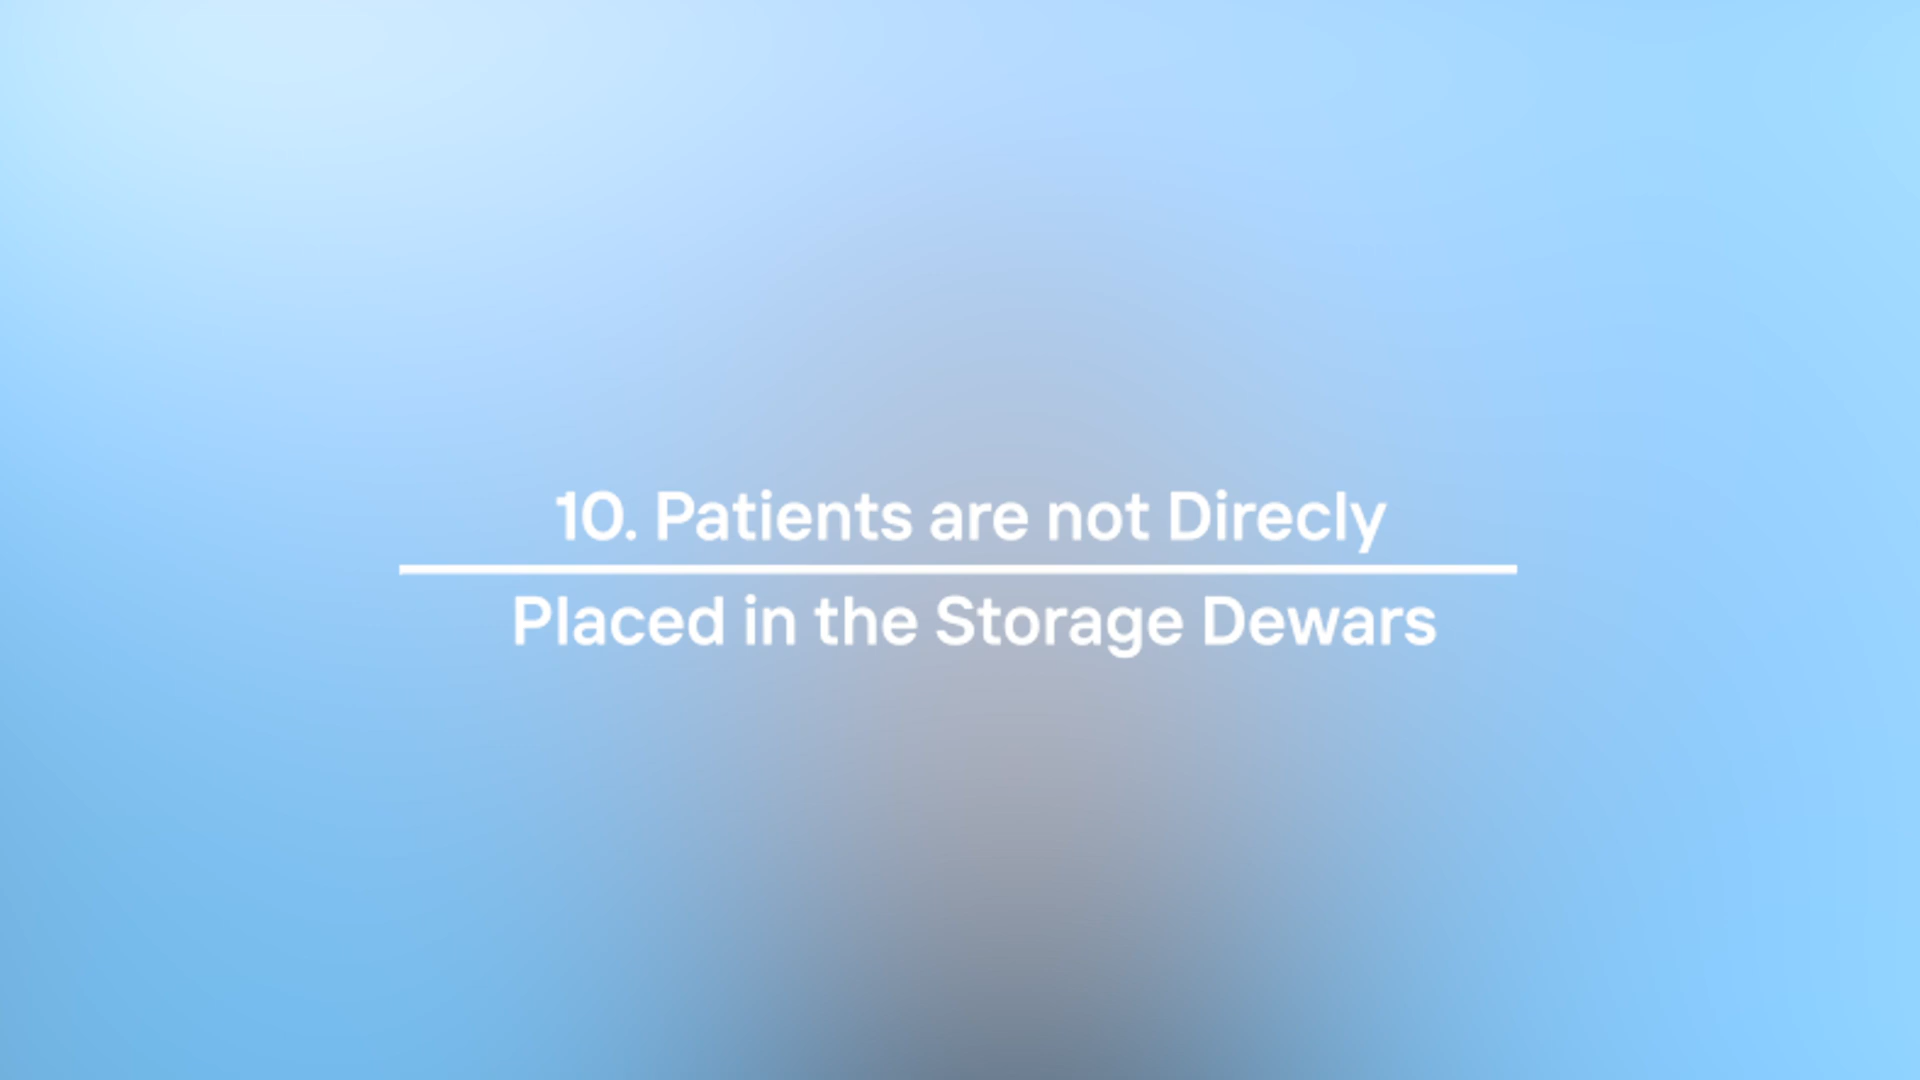 10. Patients are not Direcly
Placed in the Storage Dewars